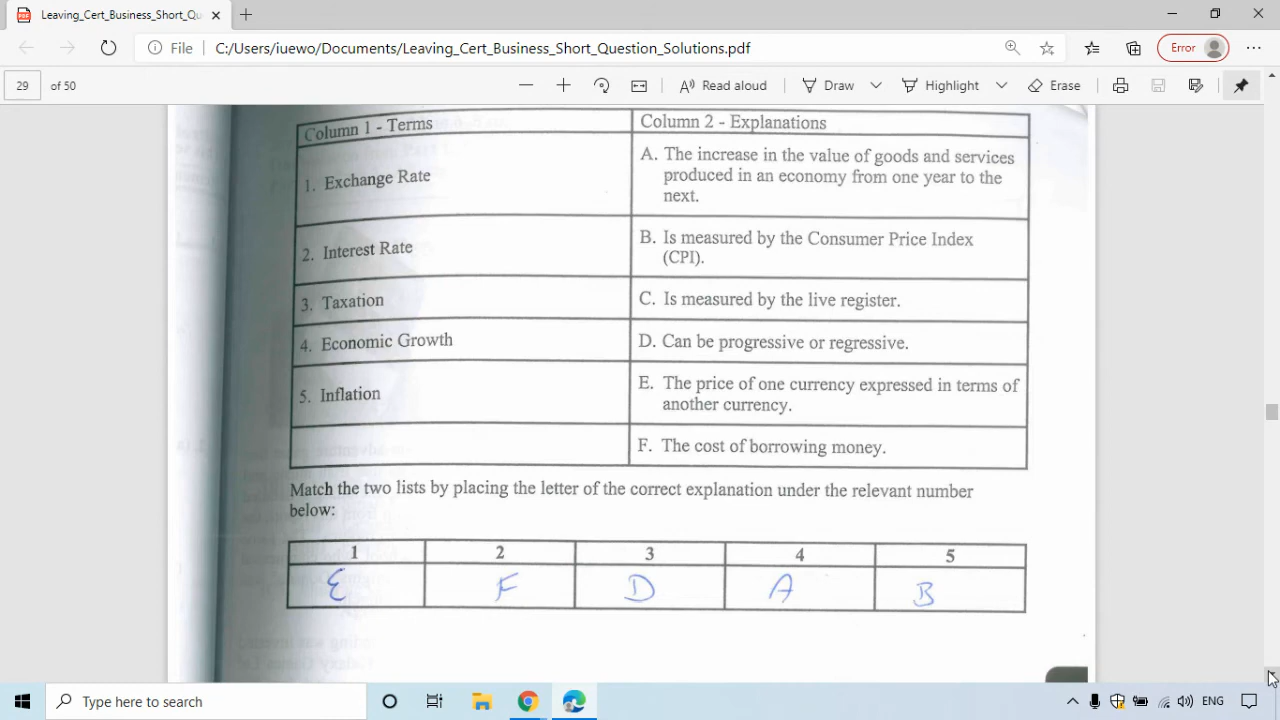 Leaving_Cert_Business_Short_Qu
File C:/Users/iuewo/Documents/Leaving_Cert_Business_Short_Question_Solutions.pdf
Error
29 of 50
Read aloud
Draw
Highlight
Erase
Column 1 - Terms
Column 2 - Explanations
1. Exchange Rate
A. The increase in the value of goods and services
produced in an economy from one year to the
next.
2. Interest Rate
B. Is measured by the Consumer Price Index
(CPI).
3. Taxation
C. Is measured by the live register.
4. Economic Growth
D. Can be progressive or regressive.
5. Inflation
E. The price of one currency expressed in terms of
another currency.
F. The cost of borrowing money.
Match the two lists by placing the letter of the correct explanation under the relevant number
below:
1 2 3 4 5
E F D A B
Type here to search
ENG